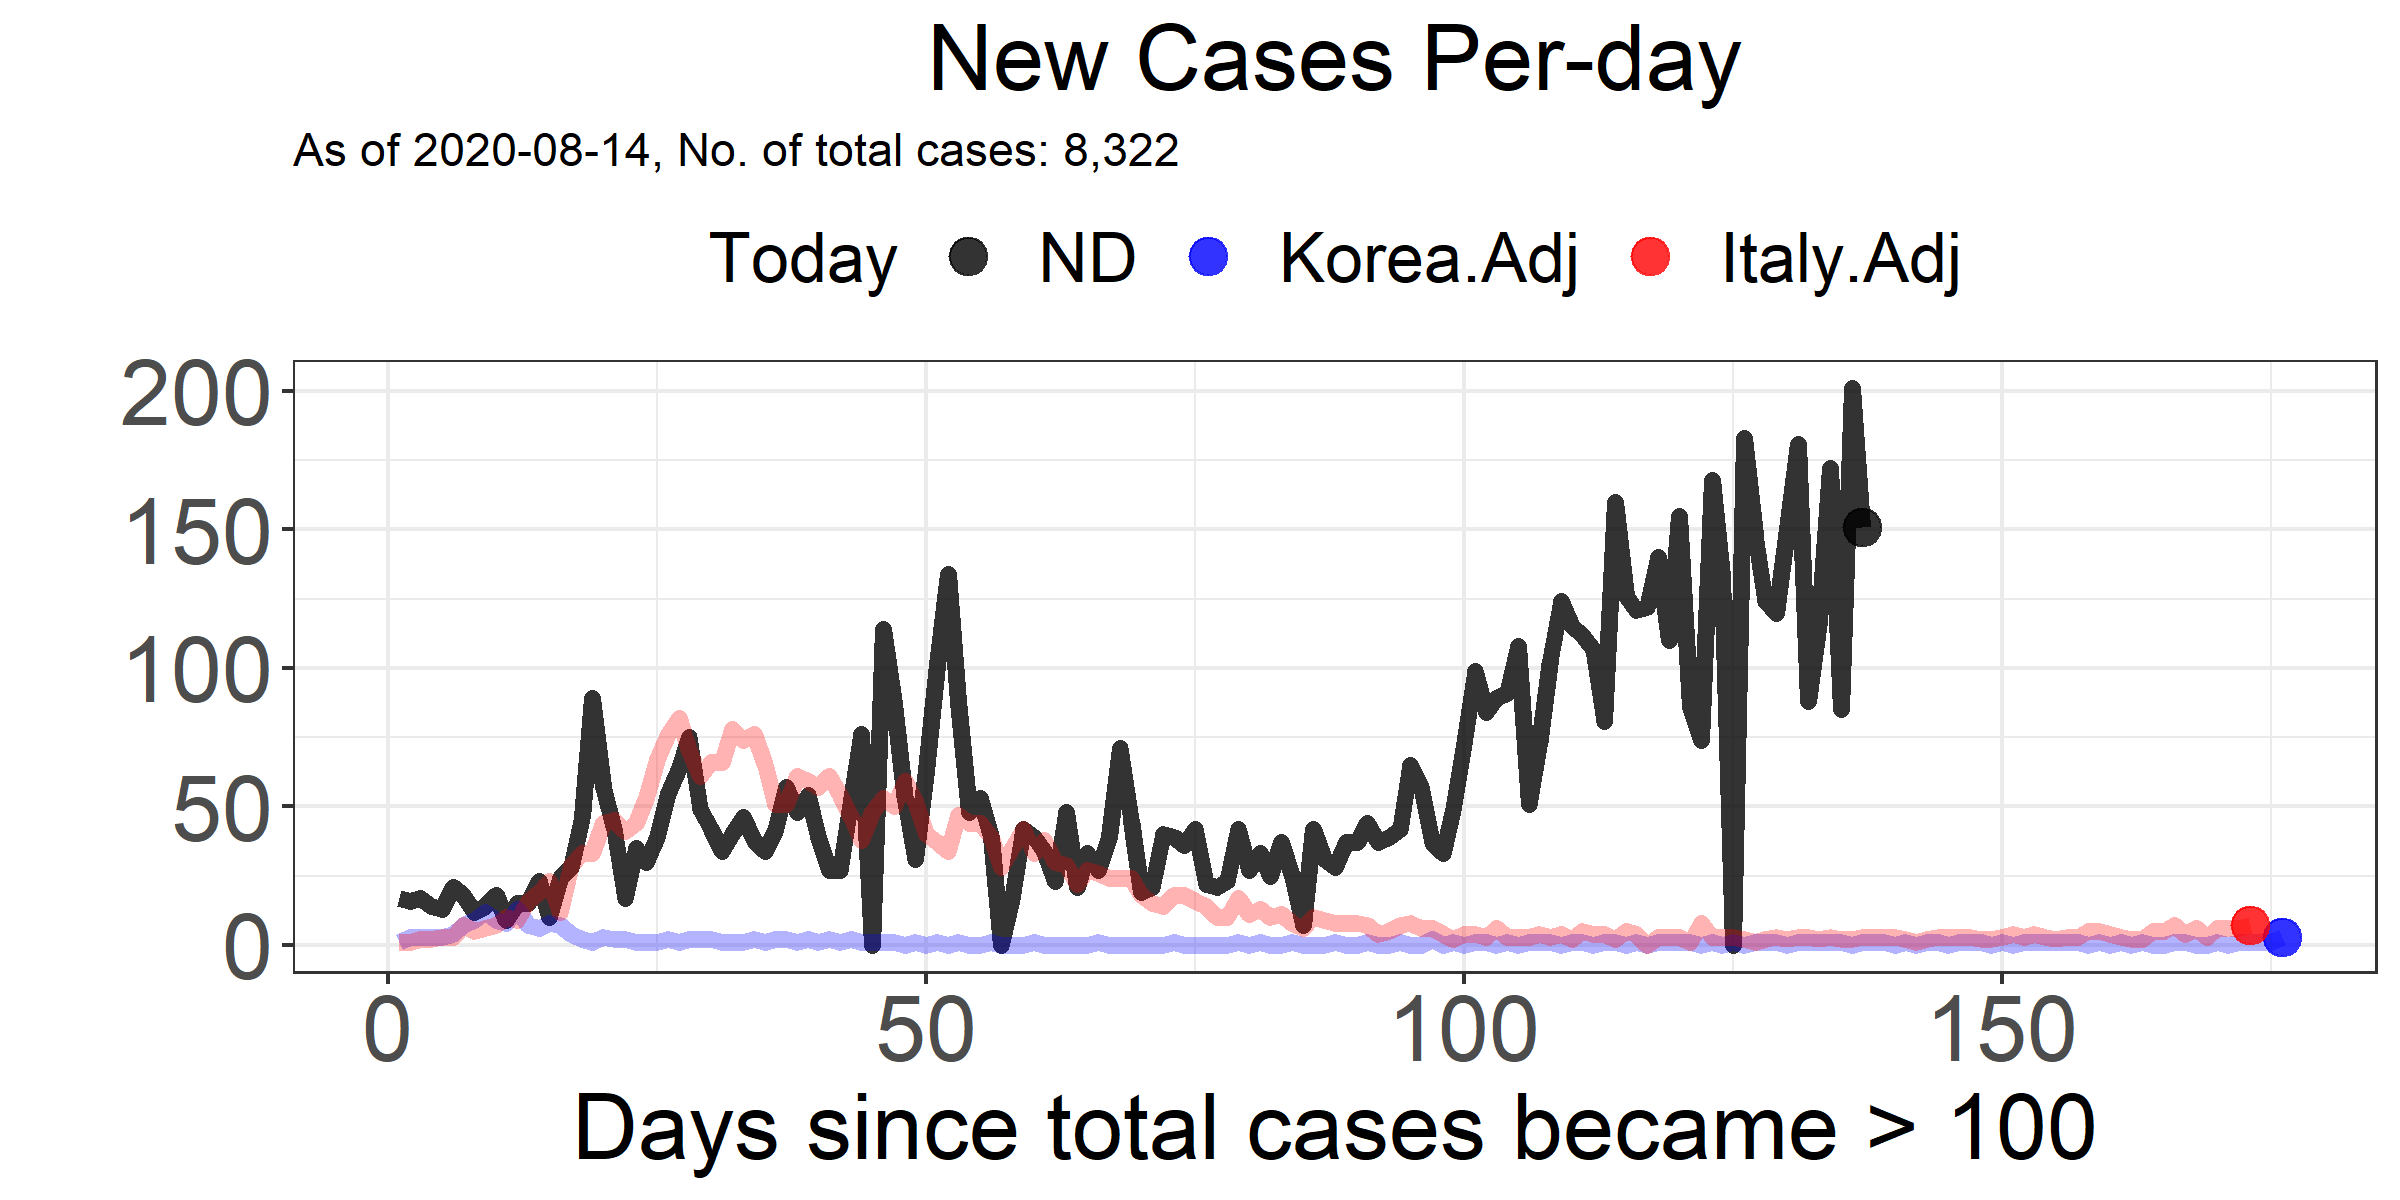 New Cases Per-day
As of 2020-08-14, No. of total cases: 8,322
Today ND Korea.Adj Italy.Adj
200
150
100
50
0
0 50 100 150
Days since total cases became > 100